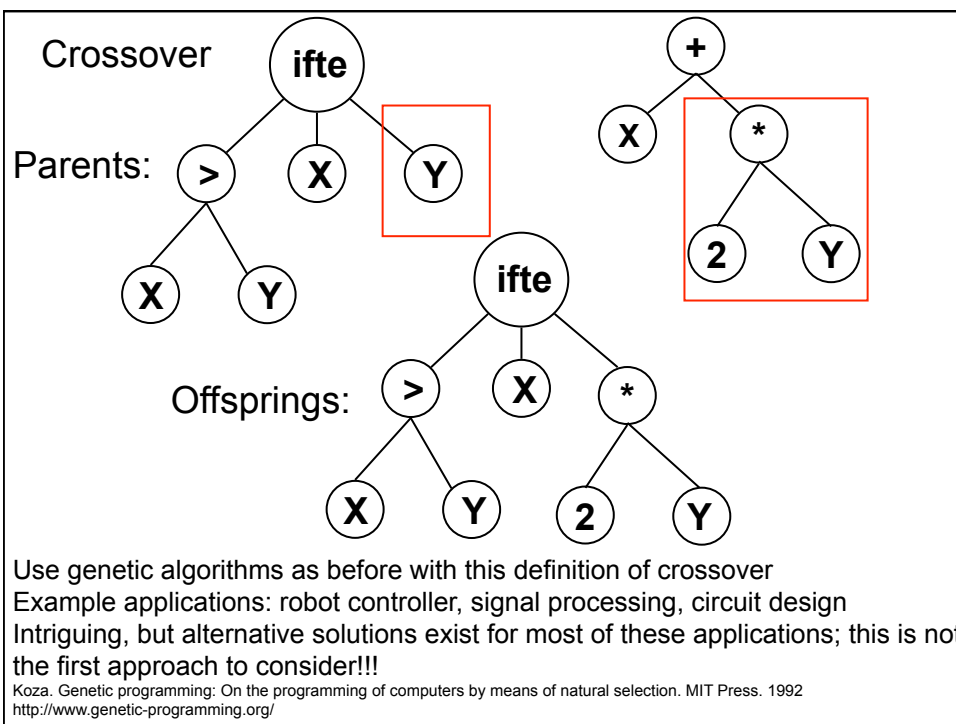 Crossover
ifte
+
X
*
Parents:
>
X
Y
2
Y
X
Y
ifte
Offsprings:
>
X
*
X
Y
2
Y
Use genetic algorithms as before with this definition of crossover
Example applications: robot controller, signal processing, circuit design
Intriguing, but alternative solutions exist for most of these applications; this is not
the first approach to consider!!!
Koza. Genetic programming: On the programming of computers by means of natural selection. MIT Press. 1992
http://www.genetic-programming.org/